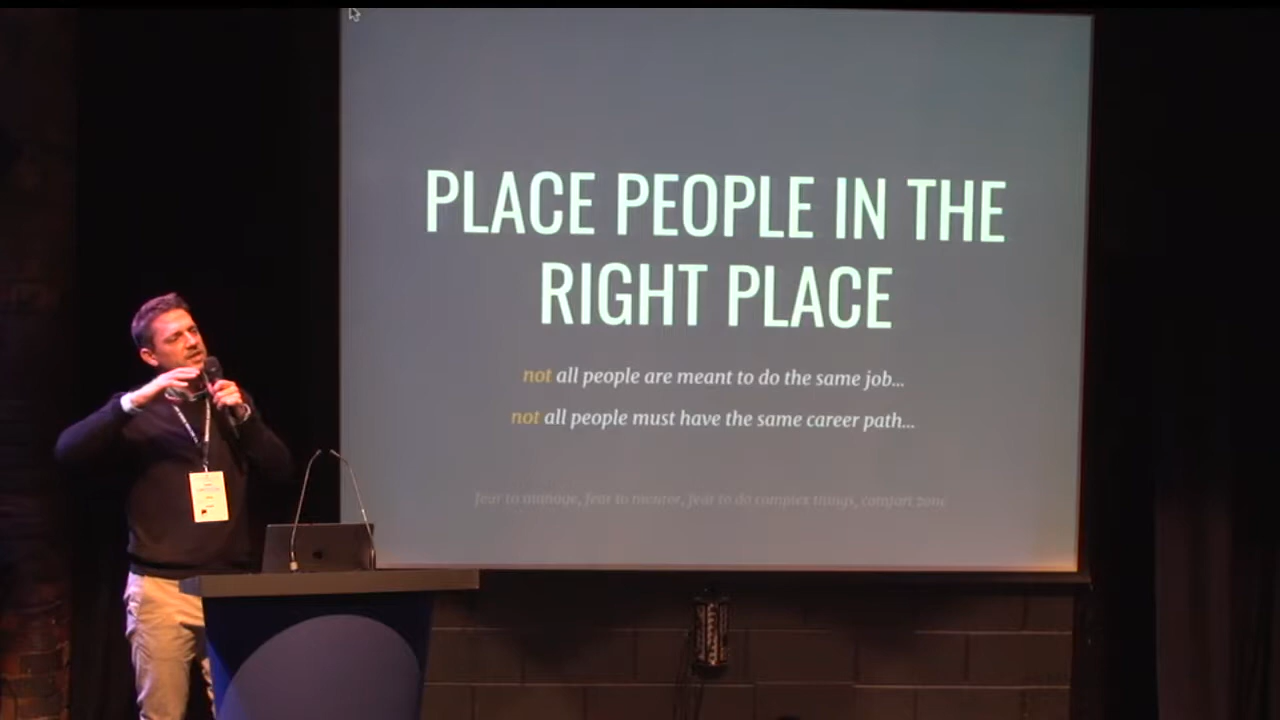 PLACE PEOPLE IN THE
RIGHT PLACE
not all people are meant to do the same job...
not all people must have the same career path...
fear to manage, fear to mentor, fear to do complex things, comfort zone